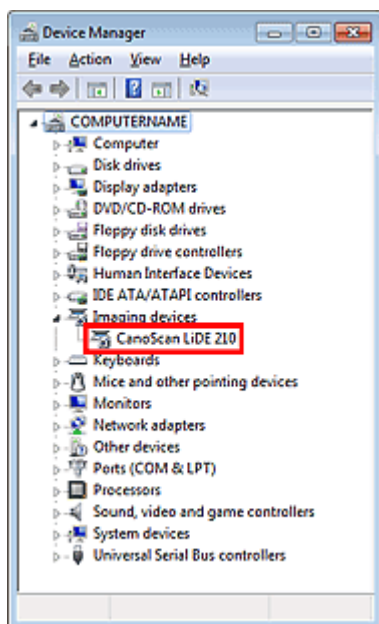 Device Manager
File Action View Help
COMPUTERNAME
Computer
Disk drives
Display adapters
DVD/CD-ROM drives
Floppy disk drives
Floppy drive controllers
Human Interface Devices
IDE ATA/ATAPI controllers
Imaging devices
CanoScan LiDE 210
Keyboards
Mice and other pointing devices
Monitors
Network adapters
Other devices
Ports (COM & LPT)
Processors
Sound, video and game controllers
System devices
Universal Serial Bus controllers